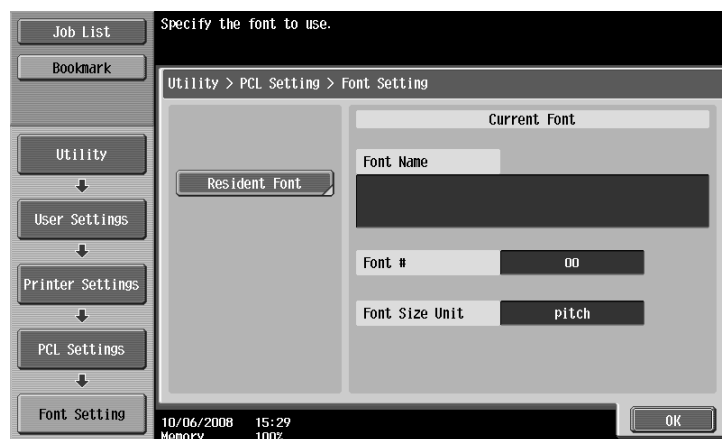 Job List
Bookmark
Specify the font to use.
Utility > PCL Setting > Font Setting
Utility
User Settings
Printer Settings
PCL Settings
Font Setting
Resident Font
Current Font
Font Name
Font # 00
Font Size Unit pitch
10/06/2008 15:29
Memory 100%
OK